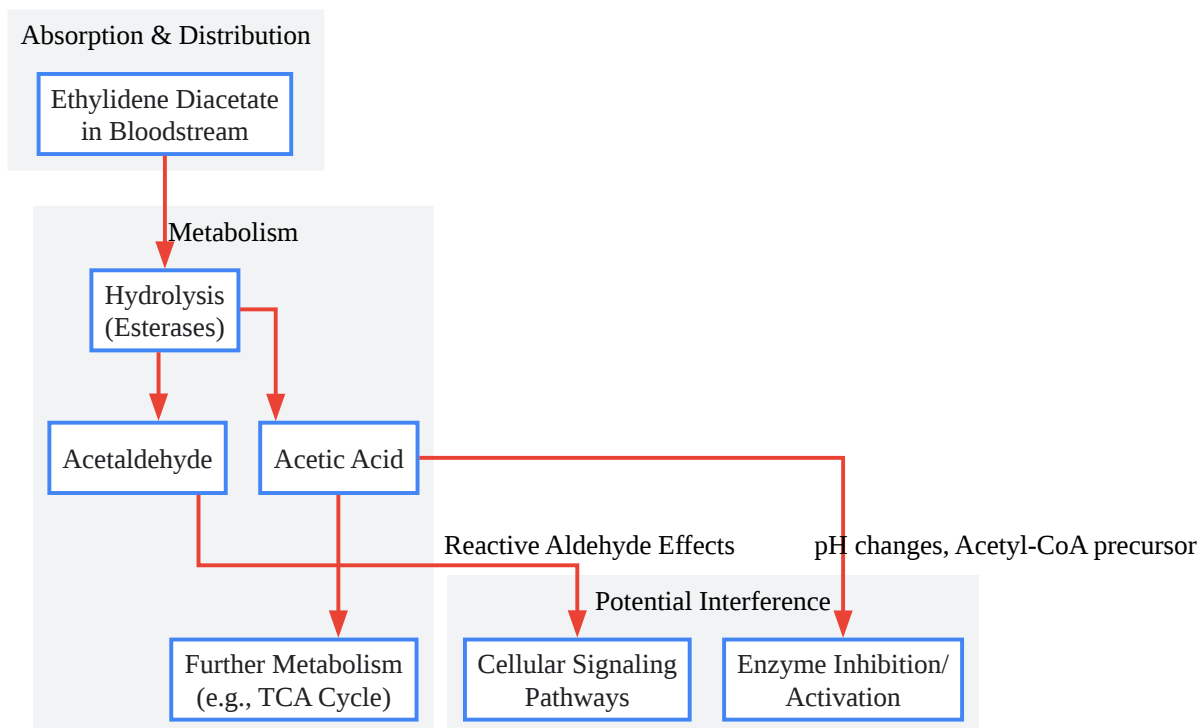 Absorption & Distribution
Ethylidene Diacetate
in Bloodstream
Metabolism
Hydrolysis
(Esterases)
Acetaldehyde
Acetic Acid
Reactive Aldehyde Effects
pH changes, Acetyl-CoA precursor
Potential Interference
Further Metabolism
(e.g., TCA Cycle)
Cellular Signaling
Pathways
Enzyme Inhibition/
Activation